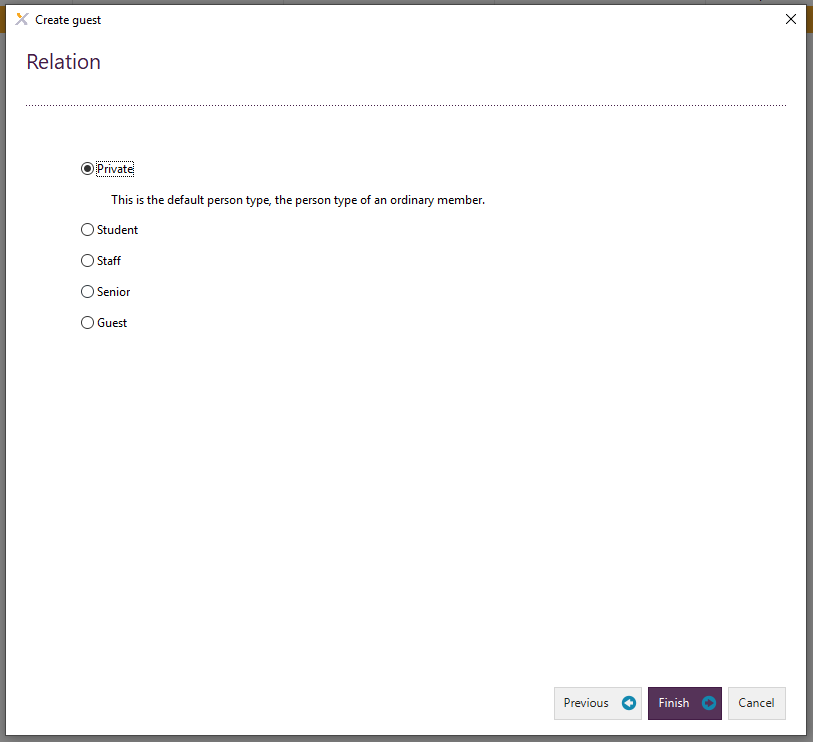 Create guest
Relation
Private
This is the default person type, the person type of an ordinary member.
Student
Staff
Senior
Guest
Previous Finish Cancel